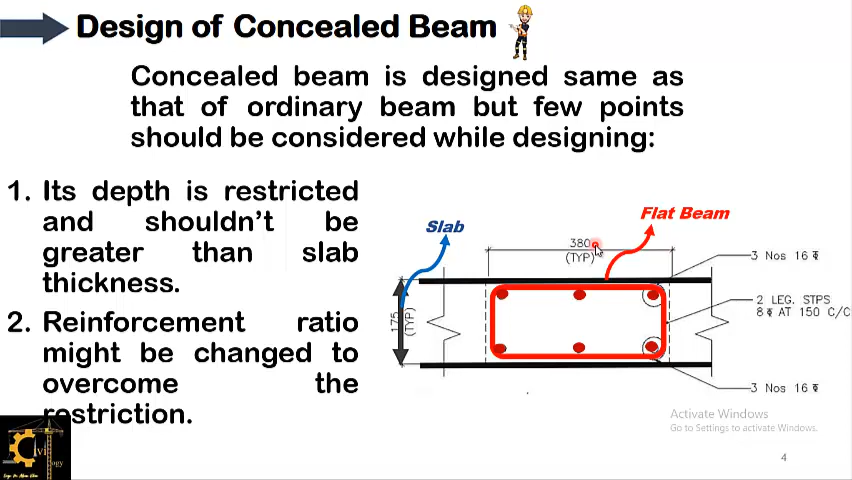 Design of Concealed Beam
Concealed beam is designed same as
that of ordinary beam but few points
should be considered while designing:
1. Its depth is restricted
and shouldn't be
greater than slab
thickness.
2. Reinforcement ratio
might be changed to
overcome the
restriction.
Slab
Flat Beam
380
(TYP)
175
(TYP)
3 Nos 16 Φ
2 LEG. STPS
8Φ AT 150 C/C
3 Nos 16 Φ
Activate Windows
Go to Settings to activate Windows.
4